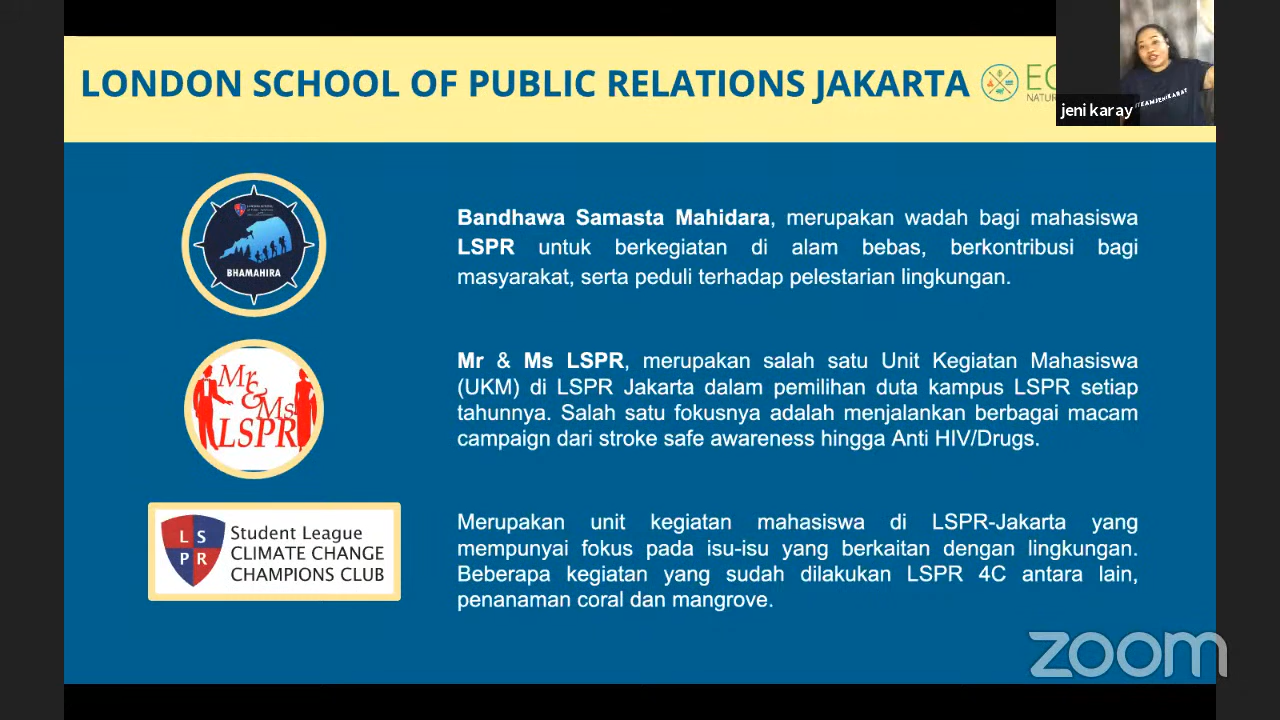 LONDON SCHOOL OF PUBLIC RELATIONS JAKARTA
jeni karay
BHAMAHIRA
Bandhawa Samasta Mahidara, merupakan wadah bagi mahasiswa
LSPR untuk berkegiatan di alam bebas, berkontribusi bagi
masyarakat, serta peduli terhadap pelestarian lingkungan.
Mr
&
Ms
LSPR
Mr & Ms LSPR, merupakan salah satu Unit Kegiatan Mahasiswa
(UKM) di LSPR Jakarta dalam pemilihan duta kampus LSPR setiap
tahunnya. Salah satu fokusnya adalah menjalankan berbagai macam
campaign dari stroke safe awareness hingga Anti HIV/Drugs.
L S
P R
Student League
CLIMATE CHANGE
CHAMPIONS CLUB
Merupakan unit kegiatan mahasiswa di LSPR-Jakarta yang
mempunyai fokus pada isu-isu yang berkaitan dengan lingkungan.
Beberapa kegiatan yang sudah dilakukan LSPR 4C antara lain,
penanaman coral dan mangrove.
zoom